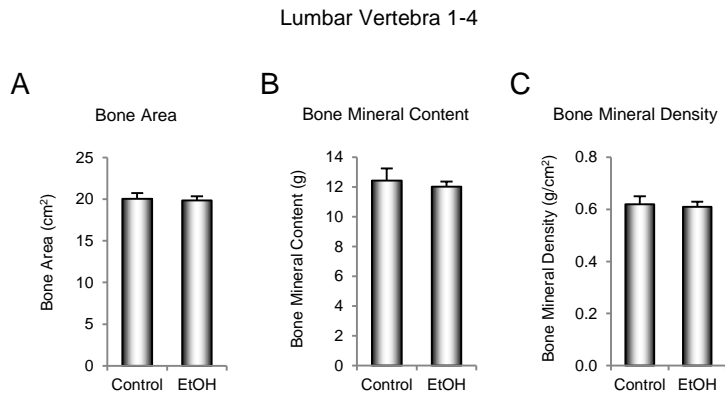 Lumbar Vertebra 1-4
A
Bone Area
Bone Area (cm²)
25
20
15
10
5
0
Control EtOH
B
Bone Mineral Content
Bone Mineral Content (g)
14
12
10
8
6
4
2
0
Control EtOH
C
Bone Mineral Density
Bone Mineral Density (g/cm²)
0.8
0.6
0.4
0.2
0.0
Control EtOH